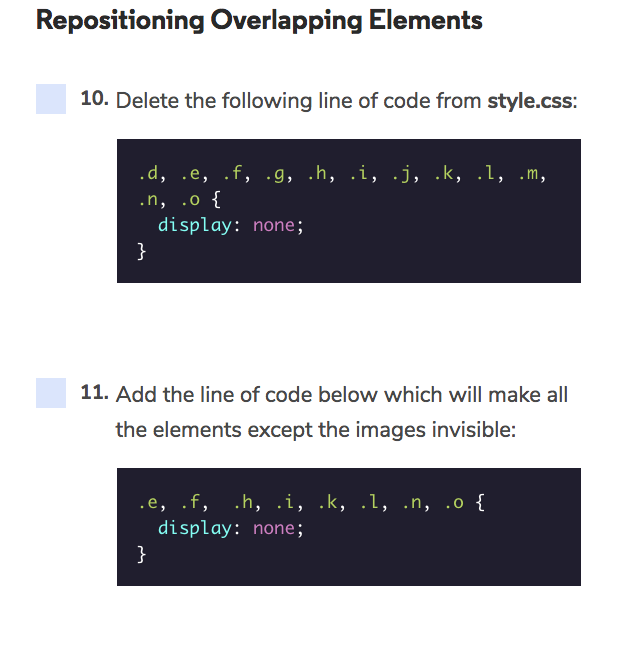 Repositioning Overlapping Elements
10. Delete the following line of code from style.css:
.d, .e, .f, .g, .h, .i, .j, .k, .l, .m,
.n, .o {
  display: none;
}
11. Add the line of code below which will make all
the elements except the images invisible:
.e, .f,  .h, .i, .k, .l, .n, .o {
  display: none;
}